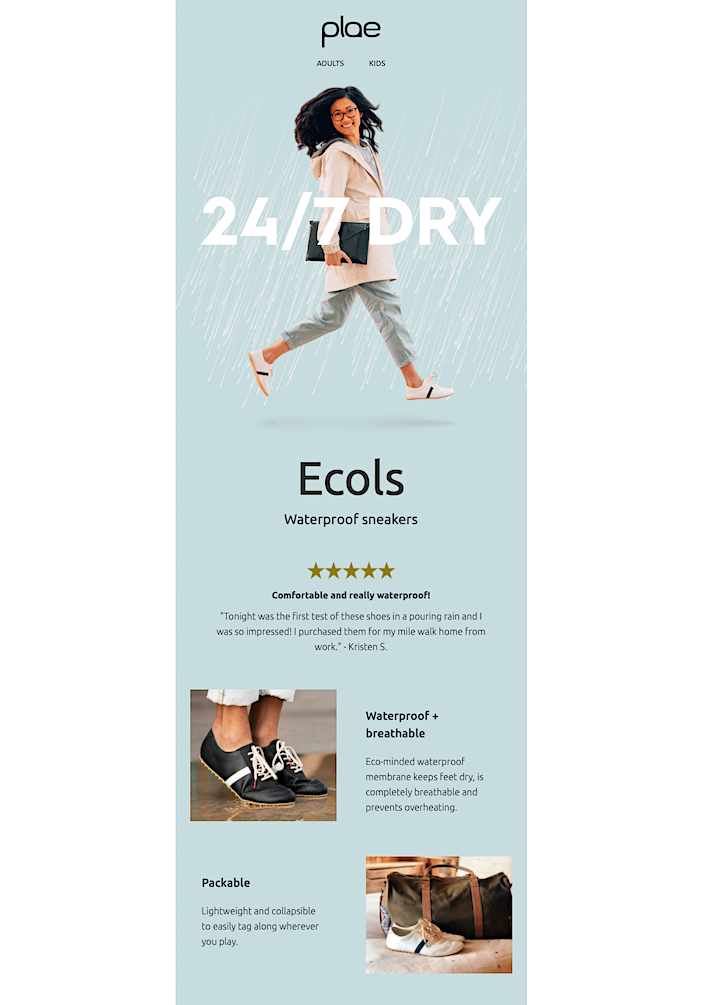 plae
ADULTS KIDS
24/7 DRY
Ecols
Waterproof sneakers
Comfortable and really waterproof!
"Tonight was the first test of these shoes in a pouring rain and I
was so impressed! I purchased them for my mile walk home from
work." - Kristen S.
Waterproof +
breathable
Eco-minded waterproof
membrane keeps feet dry, is
completely breathable and
prevents overheating.
Packable
Lightweight and collapsible
to easily tag along wherever
you play.